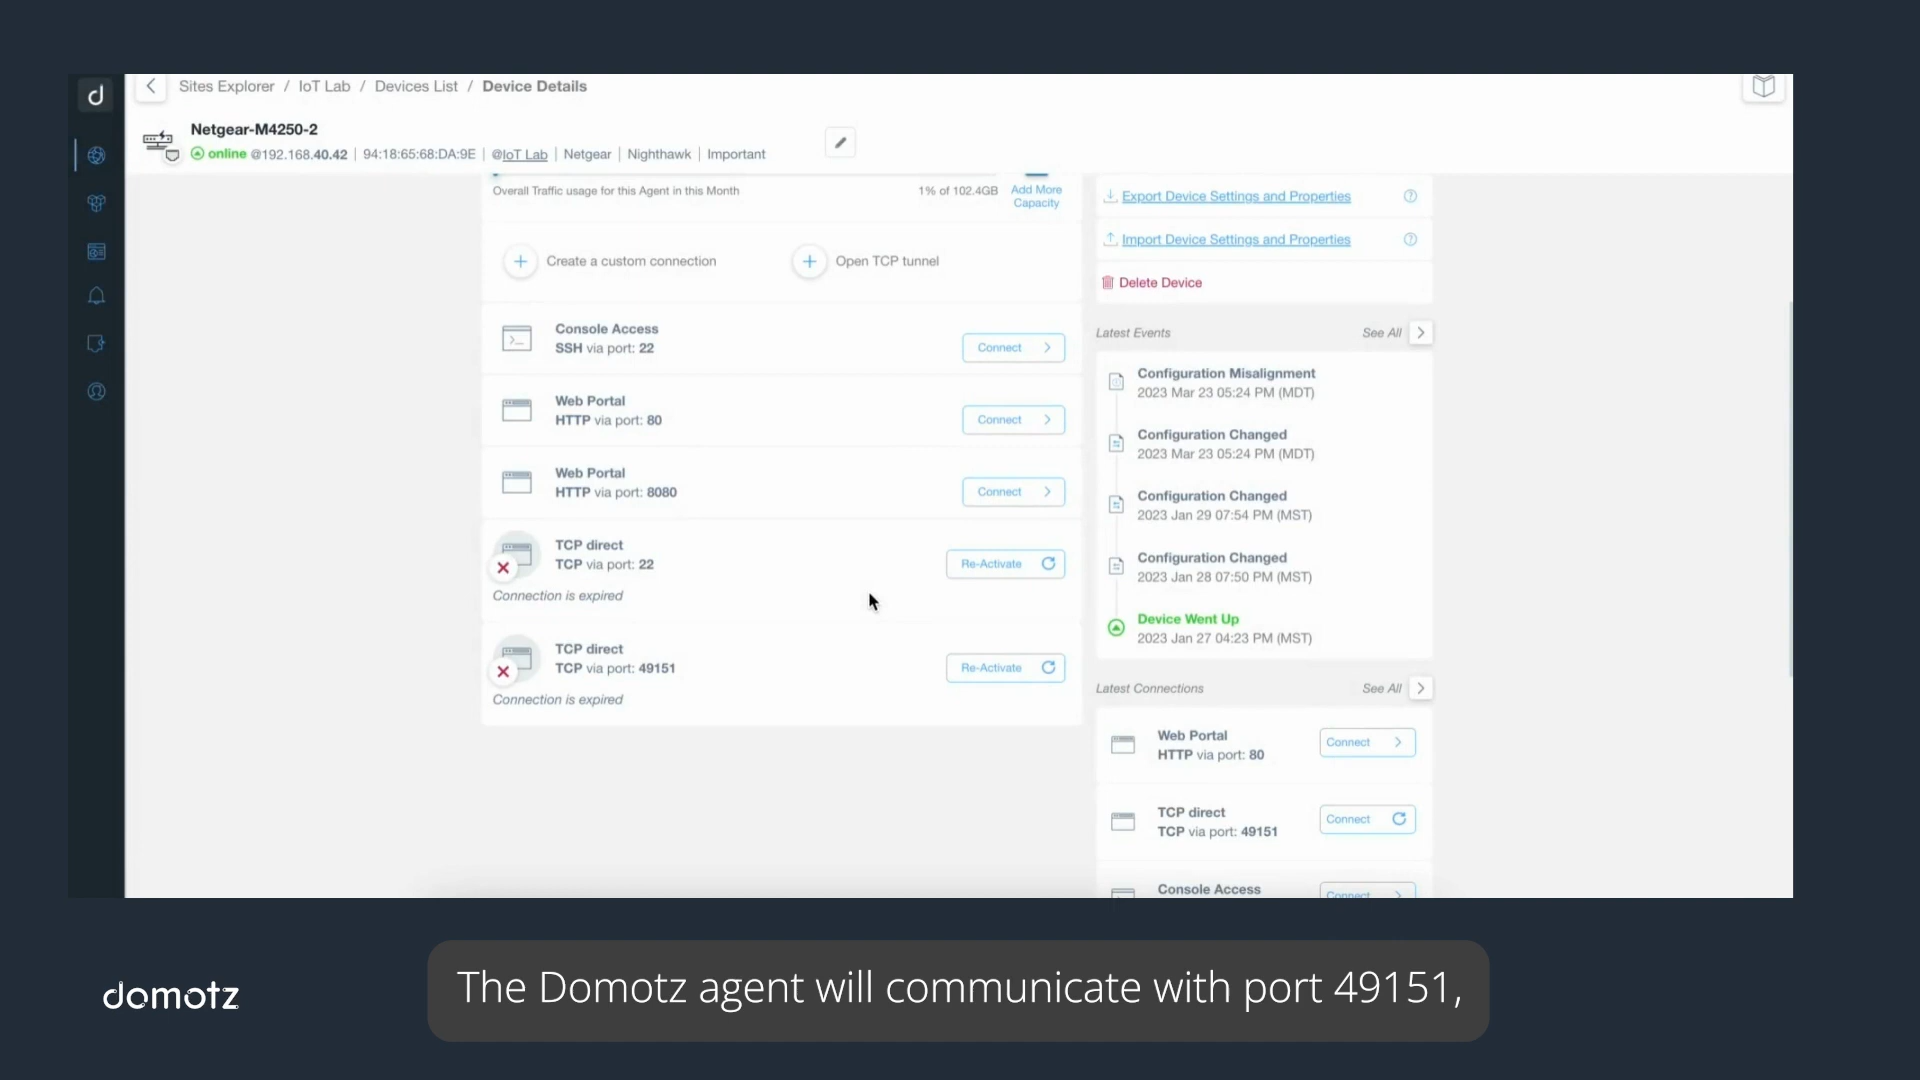 Sites Explorer / IoT Lab / Devices List / Device Details
Netgear-M4250-2
online @192.168.40.42 | 94:18:65:68:DA:9E | @IoT Lab | Netgear | Nighthawk | Important
Overall Traffic usage for this Agent in this Month
1% of 102.4GB
Add More
Capacity
Create a custom connection
Open TCP tunnel
Console Access
SSH via port: 22
Connect
Web Portal
HTTP via port: 80
Connect
Web Portal
HTTP via port: 8080
Connect
TCP direct
TCP via port: 22
Re-Activate
Connection is expired
TCP direct
TCP via port: 49151
Re-Activate
Connection is expired
Export Device Settings and Properties
Import Device Settings and Properties
Delete Device
Latest Events
See All
Configuration Misalignment
2023 Mar 23 05:24 PM (MDT)
Configuration Changed
2023 Mar 23 05:24 PM (MDT)
Configuration Changed
2023 Jan 29 07:54 PM (MST)
Configuration Changed
2023 Jan 28 07:50 PM (MST)
Device Went Up
2023 Jan 27 04:23 PM (MST)
Latest Connections
See All
Web Portal
HTTP via port: 80
Connect
TCP direct
TCP via port: 49151
Connect
Console Access
Connect
domotz
The Domotz agent will communicate with port 49151,